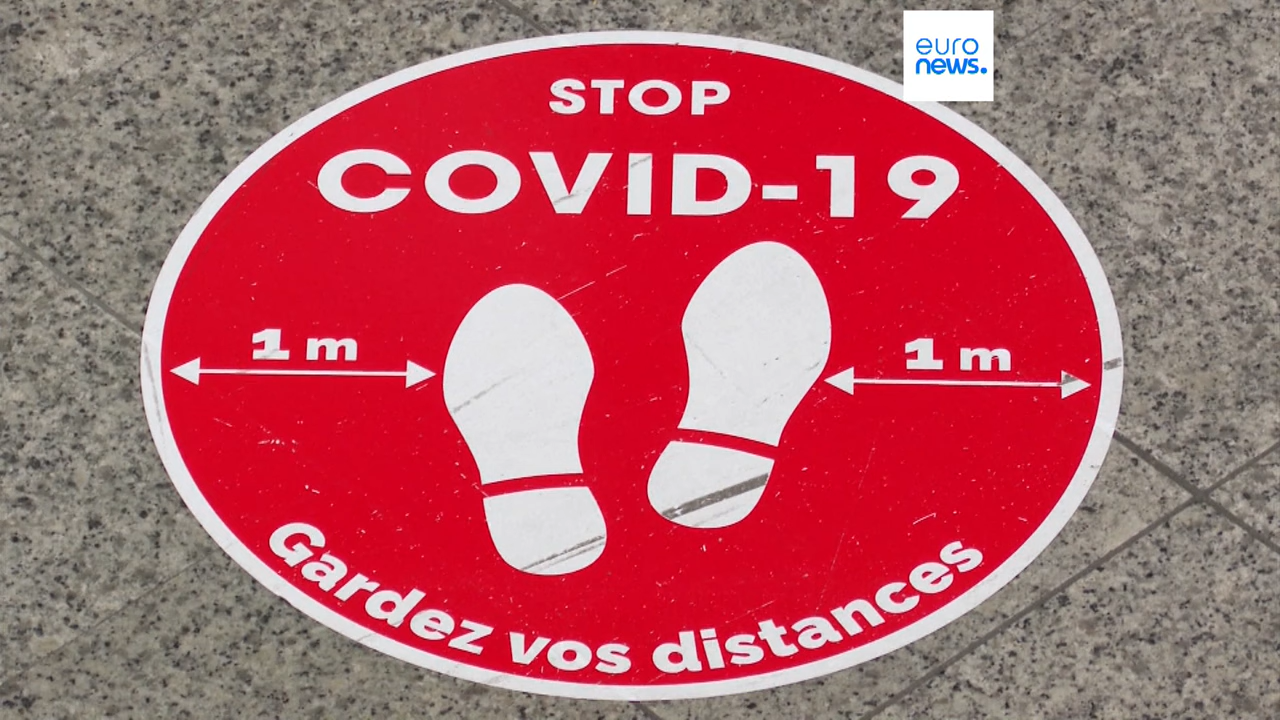 euro
news.
STOP
COVID-19
1 m
1 m
Gardez vos distances